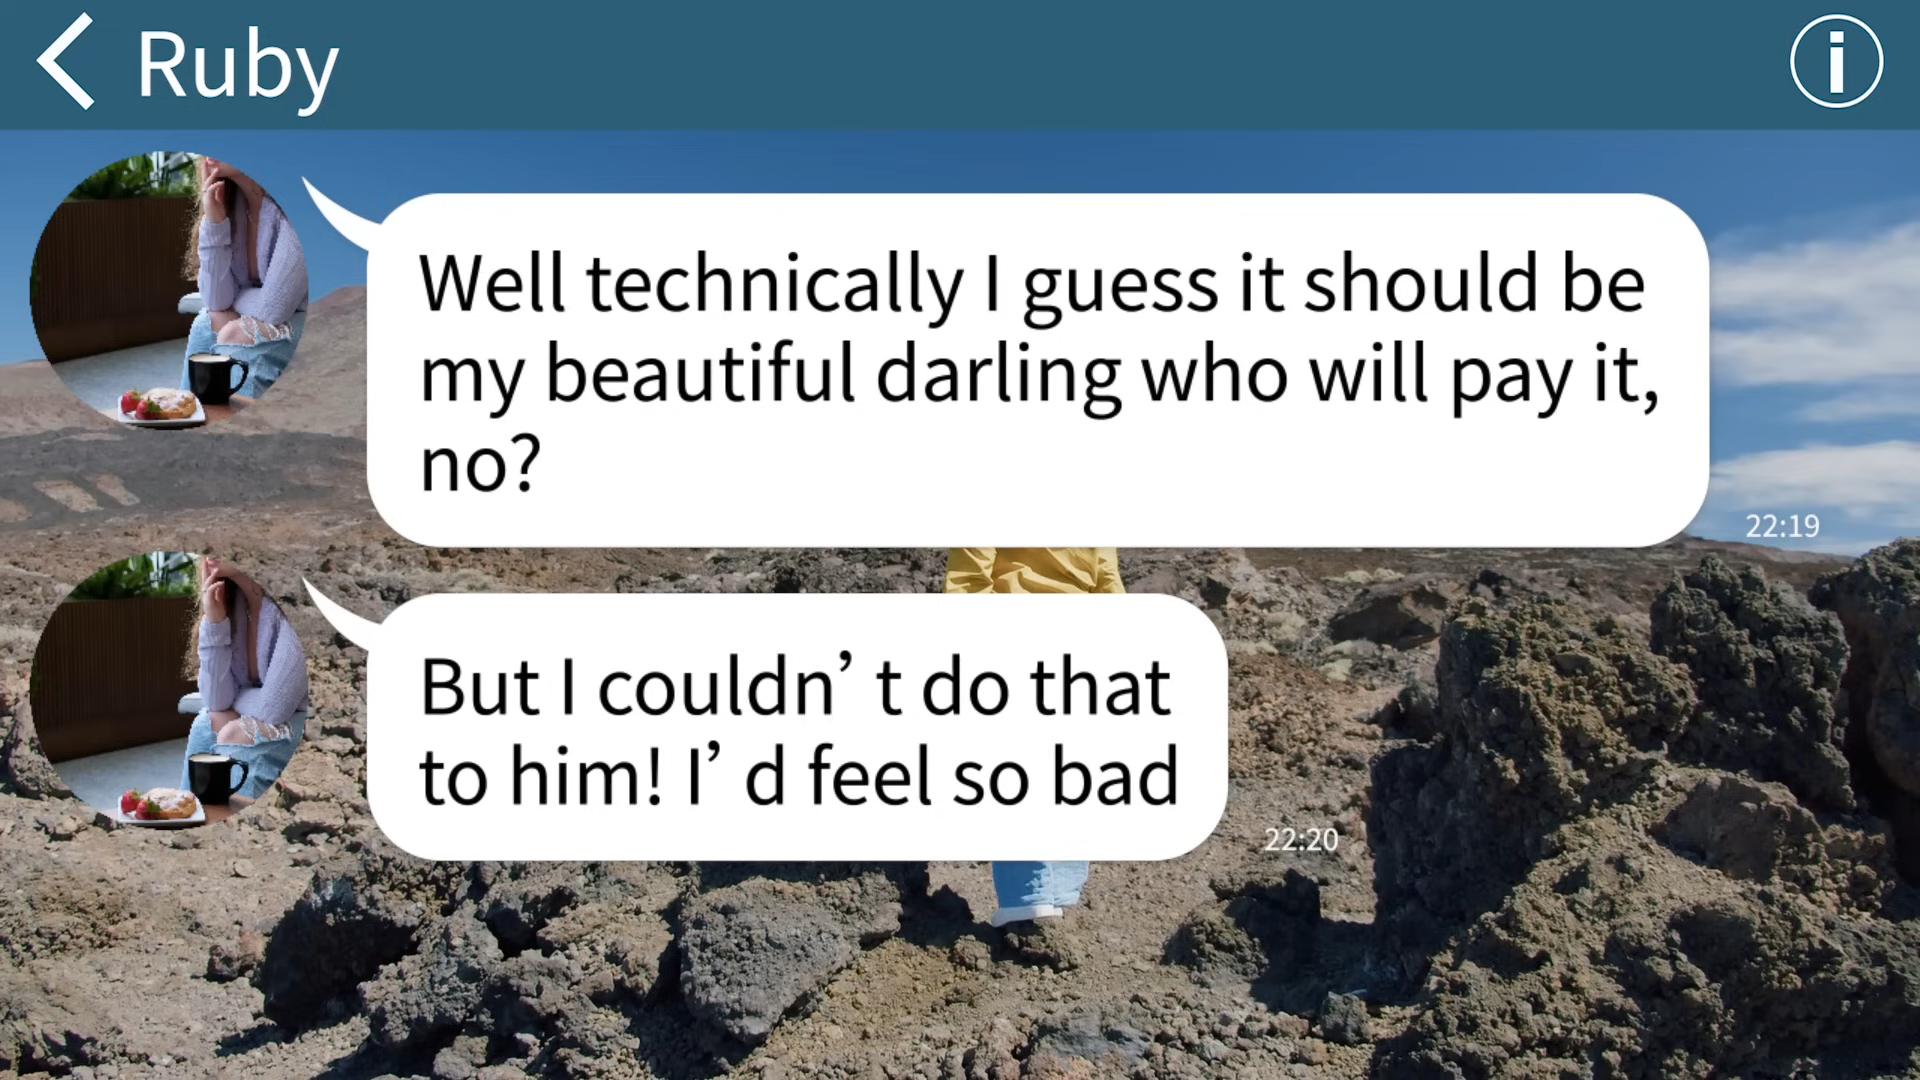 Ruby
Well technically I guess it should be
my beautiful darling who will pay it,
no?
22:19
But I couldn’ t do that
to him! I’ d feel so bad
22:20